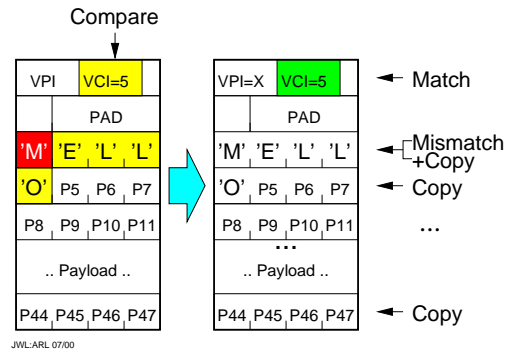 Compare
VPI VCI=5 VPI=X VCI=5 Match
PAD PAD
'M' 'E' 'L' 'L' 'M' 'E' 'L' 'L' Mismatch
+Copy
'O' P5 P6 P7 'O' P5 P6 P7 Copy
P8 P9 P10 P11 P8 P9 P10 P11 ...
...
.. Payload .. .. Payload ..
P44 P45 P46 P47 P44 P45 P46 P47 Copy
JWL:ARL 07/00